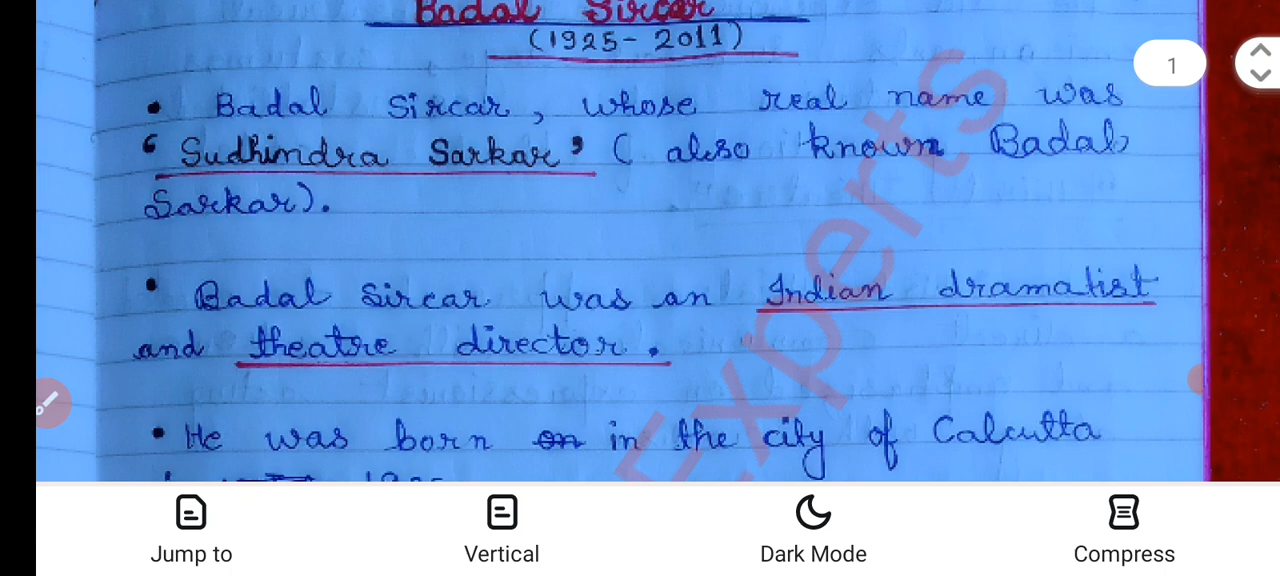 Badal Sircar
(1925- 2011)
1
• Badal Sircar, whose real name was
‘Sudhindra Sarkar’ ( also known Badal
Sarkar).
• Badal Sircar was an Indian dramatist
and theatre director.
• He was born on in the city of Calcutta
Experts
Jump to
Vertical
Dark Mode
Compress